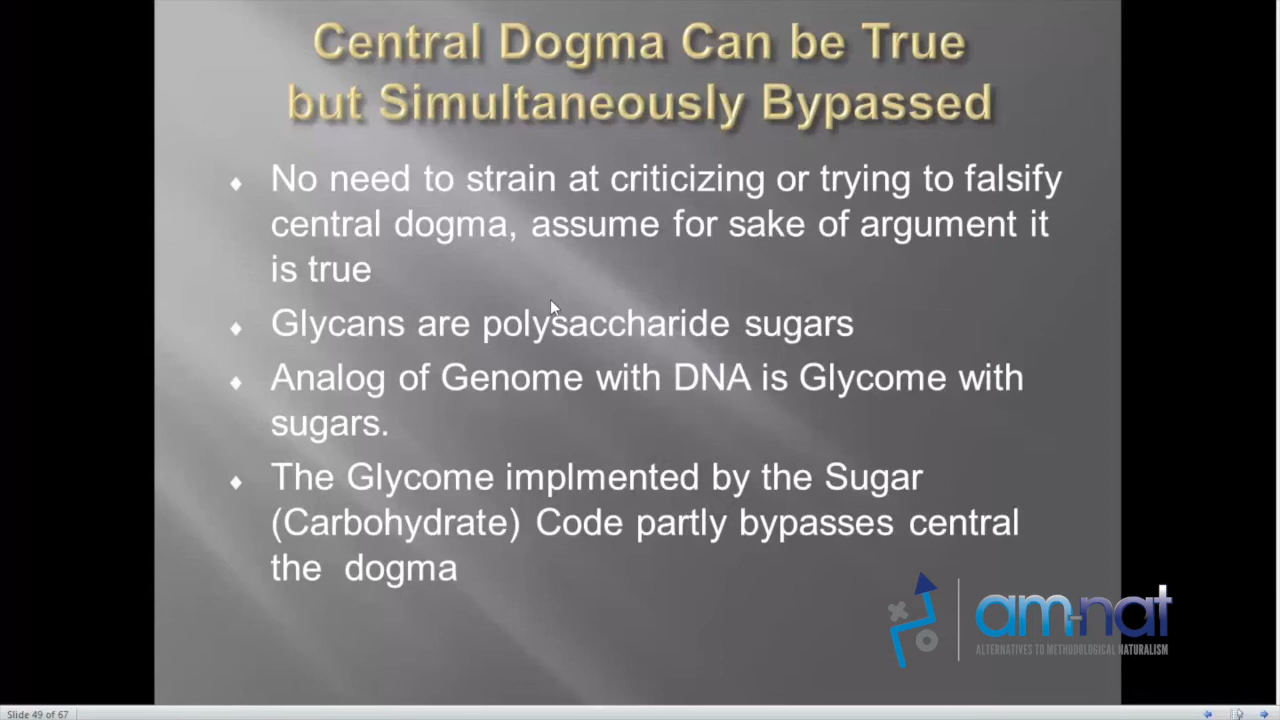 Central Dogma Can be True
but Simultaneously Bypassed
No need to strain at criticizing or trying to falsify
central dogma, assume for sake of argument it
is true
Glycans are polysaccharide sugars
Analog of Genome with DNA is Glycome with
sugars.
The Glycome implmented by the Sugar
(Carbohydrate) Code partly bypasses central
the dogma
am-nat
ALTERNATIVES TO METHODOLOGICAL NATURALISM
Slide 49 of 67